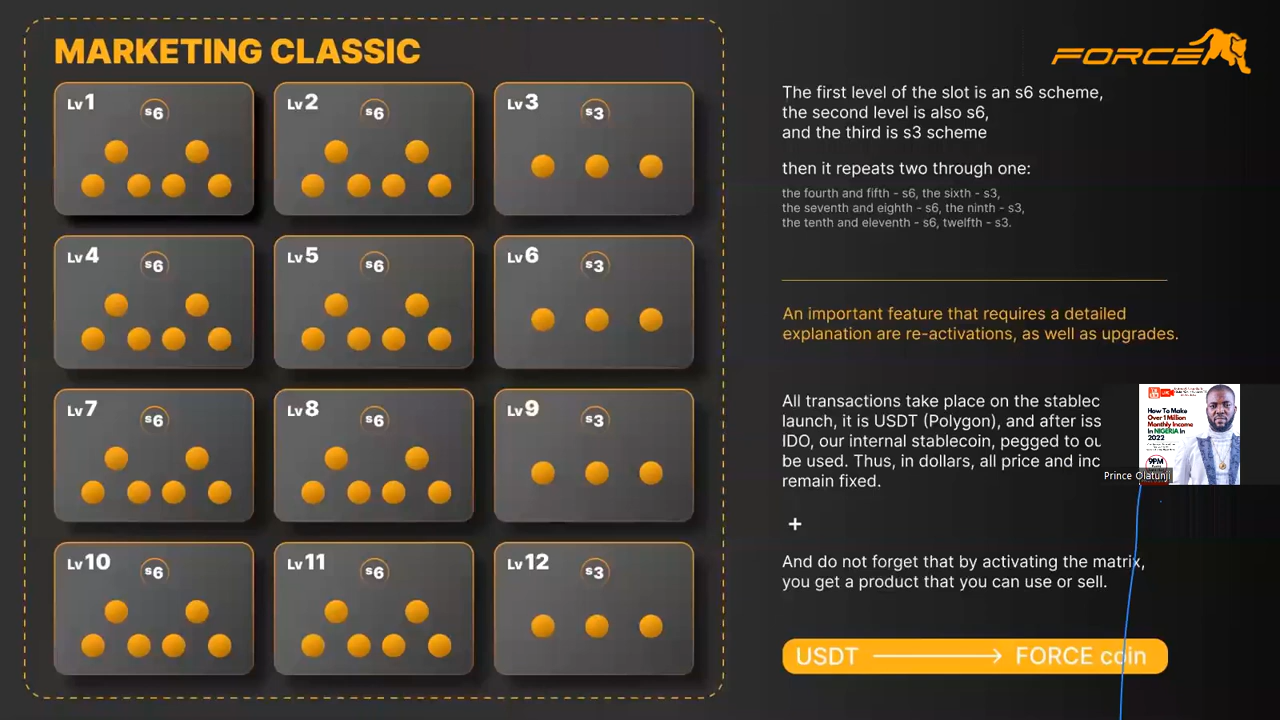 MARKETING CLASSIC
FORCE
Lv1
s6
Lv2
s6
Lv3
s3
Lv4
s6
Lv5
s6
Lv6
s3
Lv7
s6
Lv8
s6
Lv9
s3
Lv10
s6
Lv11
s6
Lv12
s3
The first level of the slot is an s6 scheme,
the second level is also s6,
and the third is s3 scheme
then it repeats two through one:
the fourth and fifth - s6, the sixth - s3,
the seventh and eighth - s6, the ninth - s3,
the tenth and eleventh - s6, twelfth - s3.
An important feature that requires a detailed
explanation are re-activations, as well as upgrades.
All transactions take place on the stablec
launch, it is USDT (Polygon), and after iss
IDO, our internal stablecoin, pegged to ou
be used. Thus, in dollars, all price and inc
remain fixed.
How To Make
Over 1 Million
Monthly Income
In NIGERIA In
2022
9PM
Prince Olatunji
+
And do not forget that by activating the matrix,
you get a product that you can use or sell.
USDT
FORCE coin